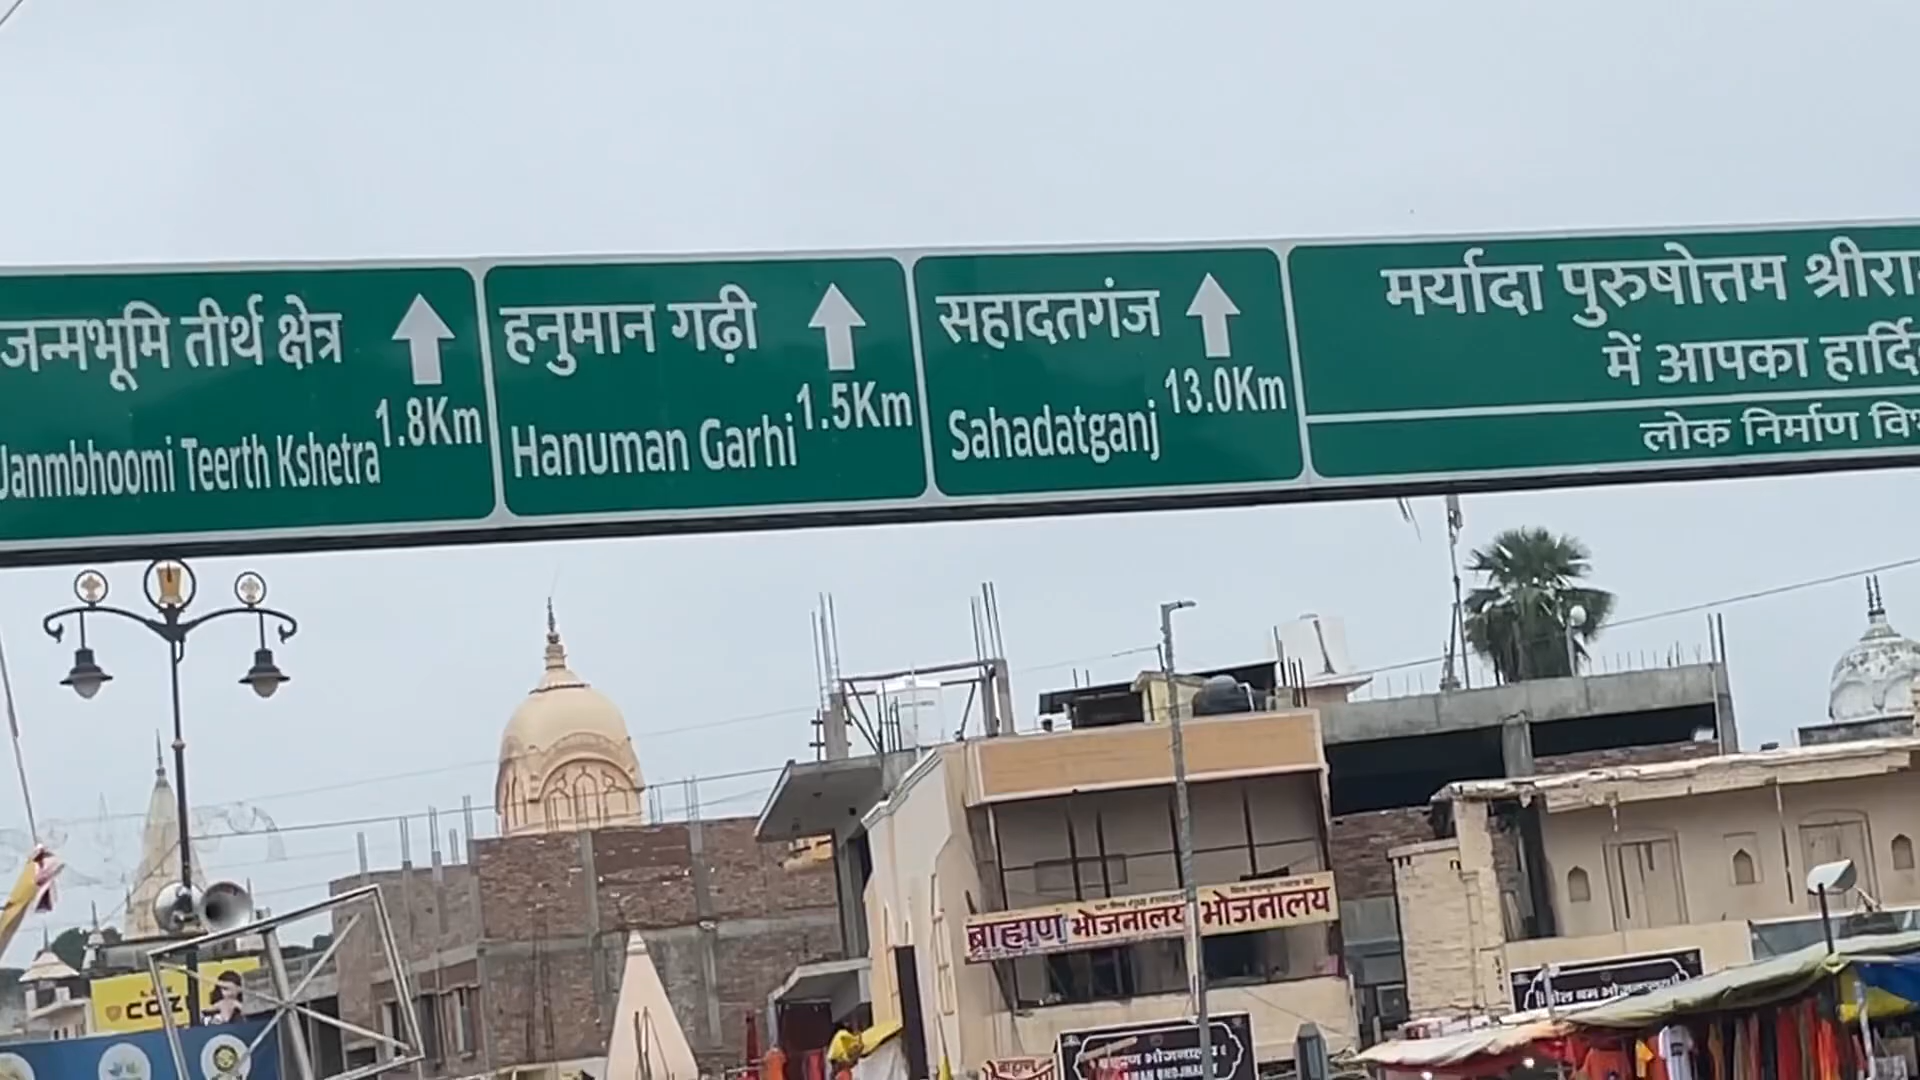 जन्मभूमि तीर्थ क्षेत्र
Janmbhoomi Teerth Kshetra
1.8Km
हनुमान गढ़ी
Hanuman Garhi
1.5Km
सहादतगंज
Sahadatganj
13.0Km
मर्यादा पुरुषोत्तम श्रीरा
में आपका हार्दि
लोक निर्माण वि
ब्राह्मण भोजनालय भोजनालय